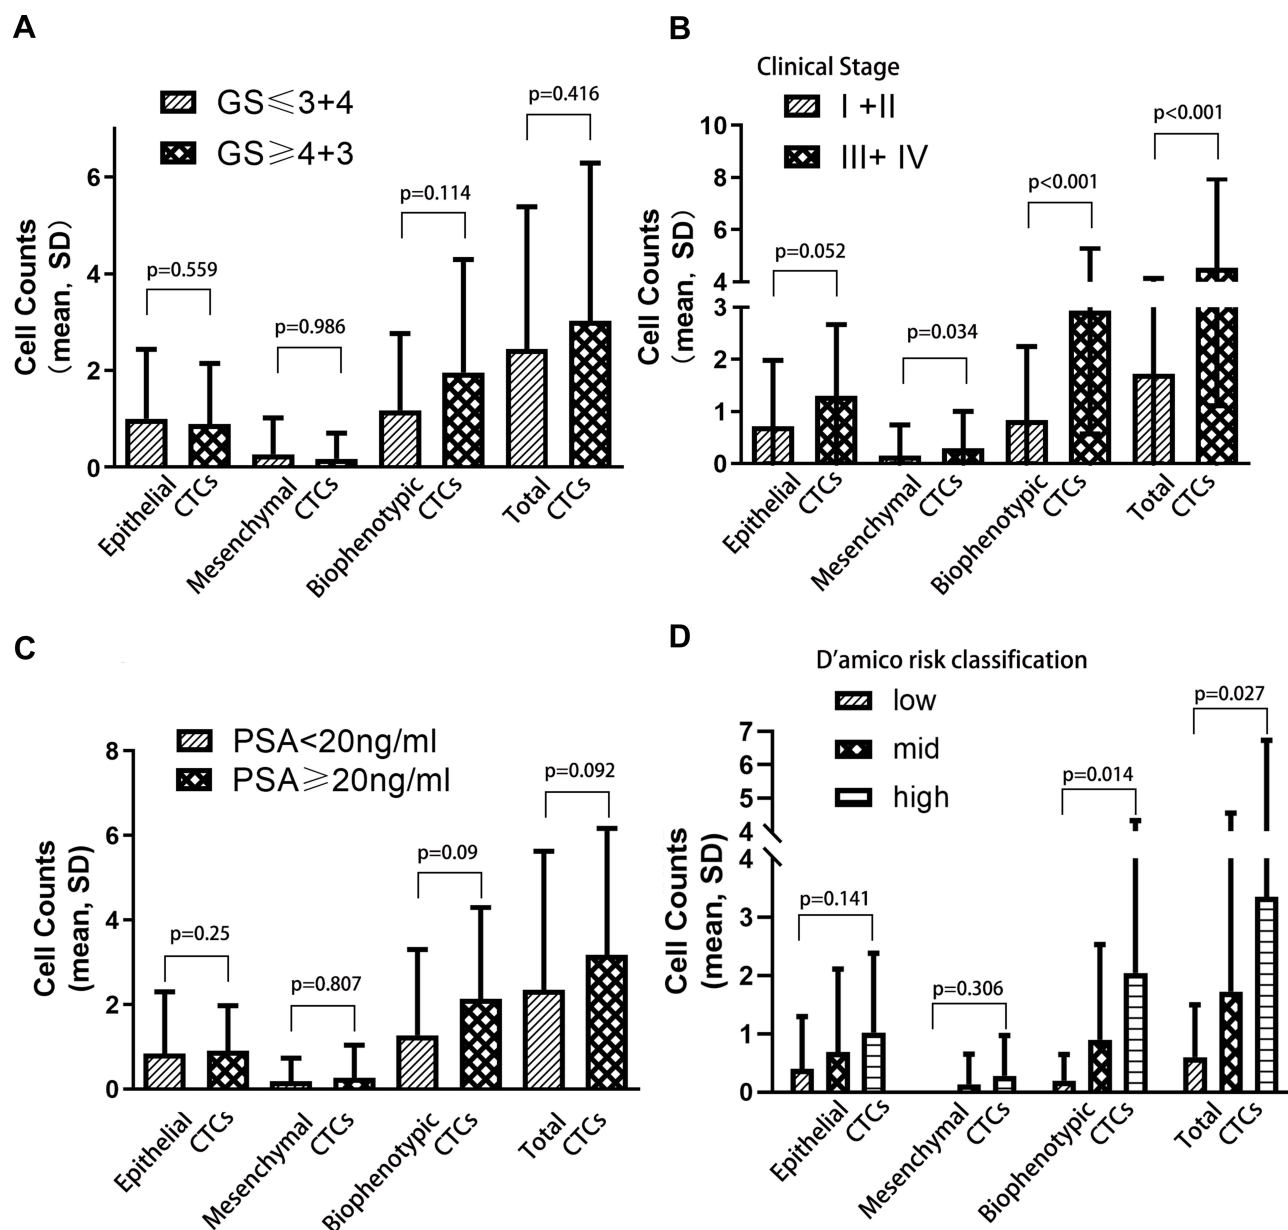 A
GS≤3+4
GS≥4+3
Cell Counts
(mean, SD)
6
4
2
0
p=0.559
p=0.986
p=0.114
p=0.416
Epithelial
CTCs
Mesenchymal
CTCs
Biophenotypic
CTCs
Total
CTCs
B
Clinical Stage
I +II
III+ IV
Cell Counts
(mean, SD)
10
8
6
4
3
2
1
0
p=0.052
p=0.034
p<0.001
p<0.001
Epithelial
CTCs
Mesenchymal
CTCs
Biophenotypic
CTCs
Total
CTCs
C
PSA<20ng/ml
PSA≥20ng/ml
Cell Counts
(mean, SD)
8
6
4
2
0
p=0.25
p=0.807
p=0.09
p=0.092
Epithelial
CTCs
Mesenchymal
CTCs
Biophenotypic
CTCs
Total
CTCs
D
D'amico risk classification
low
mid
high
Cell Counts
(mean, SD)
7
6
5
4
4
3
2
1
0
p=0.141
p=0.306
p=0.014
p=0.027
Epithelial
CTCs
Mesenchymal
CTCs
Biophenotypic
CTCs
Total
CTCs